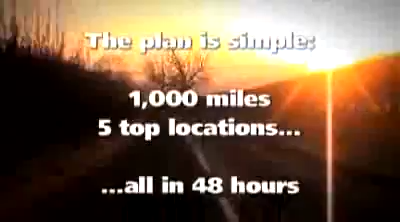 The plan is simple:
1,000 miles
5 top locations...
...all in 48 hours